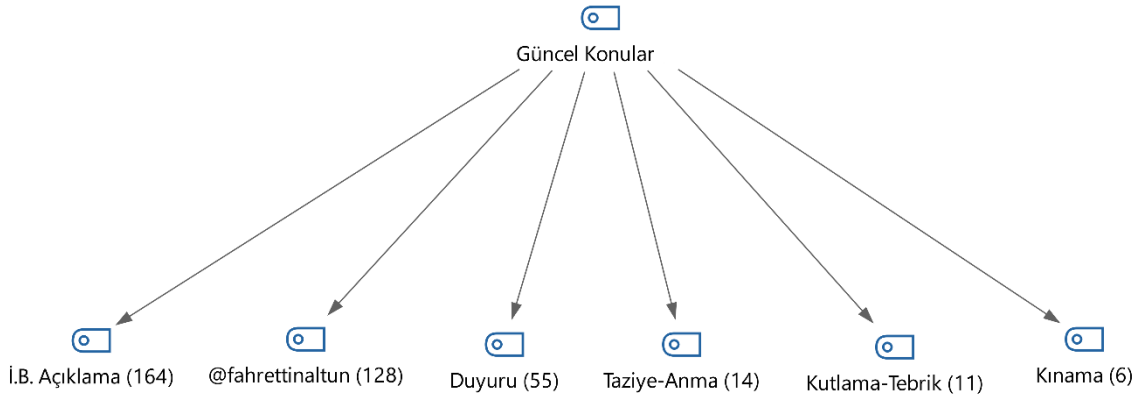 Güncel Konular
İ.B. Açıklama (164)
@fahrettinaltun (128)
Duyuru (55)
Taziye-Anma (14)
Kutlama-Tebrik (11)
Kınama (6)